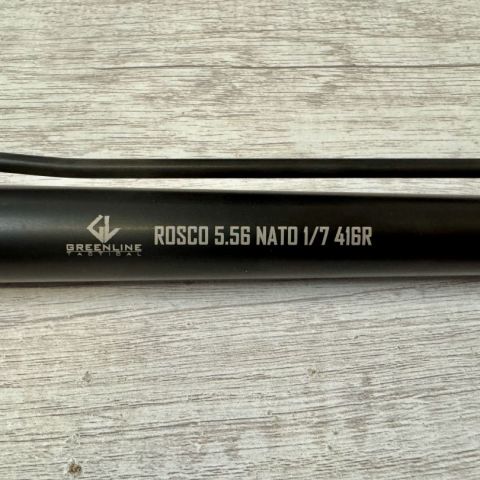 GL
GREENLINE
TACTICAL
ROSCO 5.56 NATO 1/7 416R